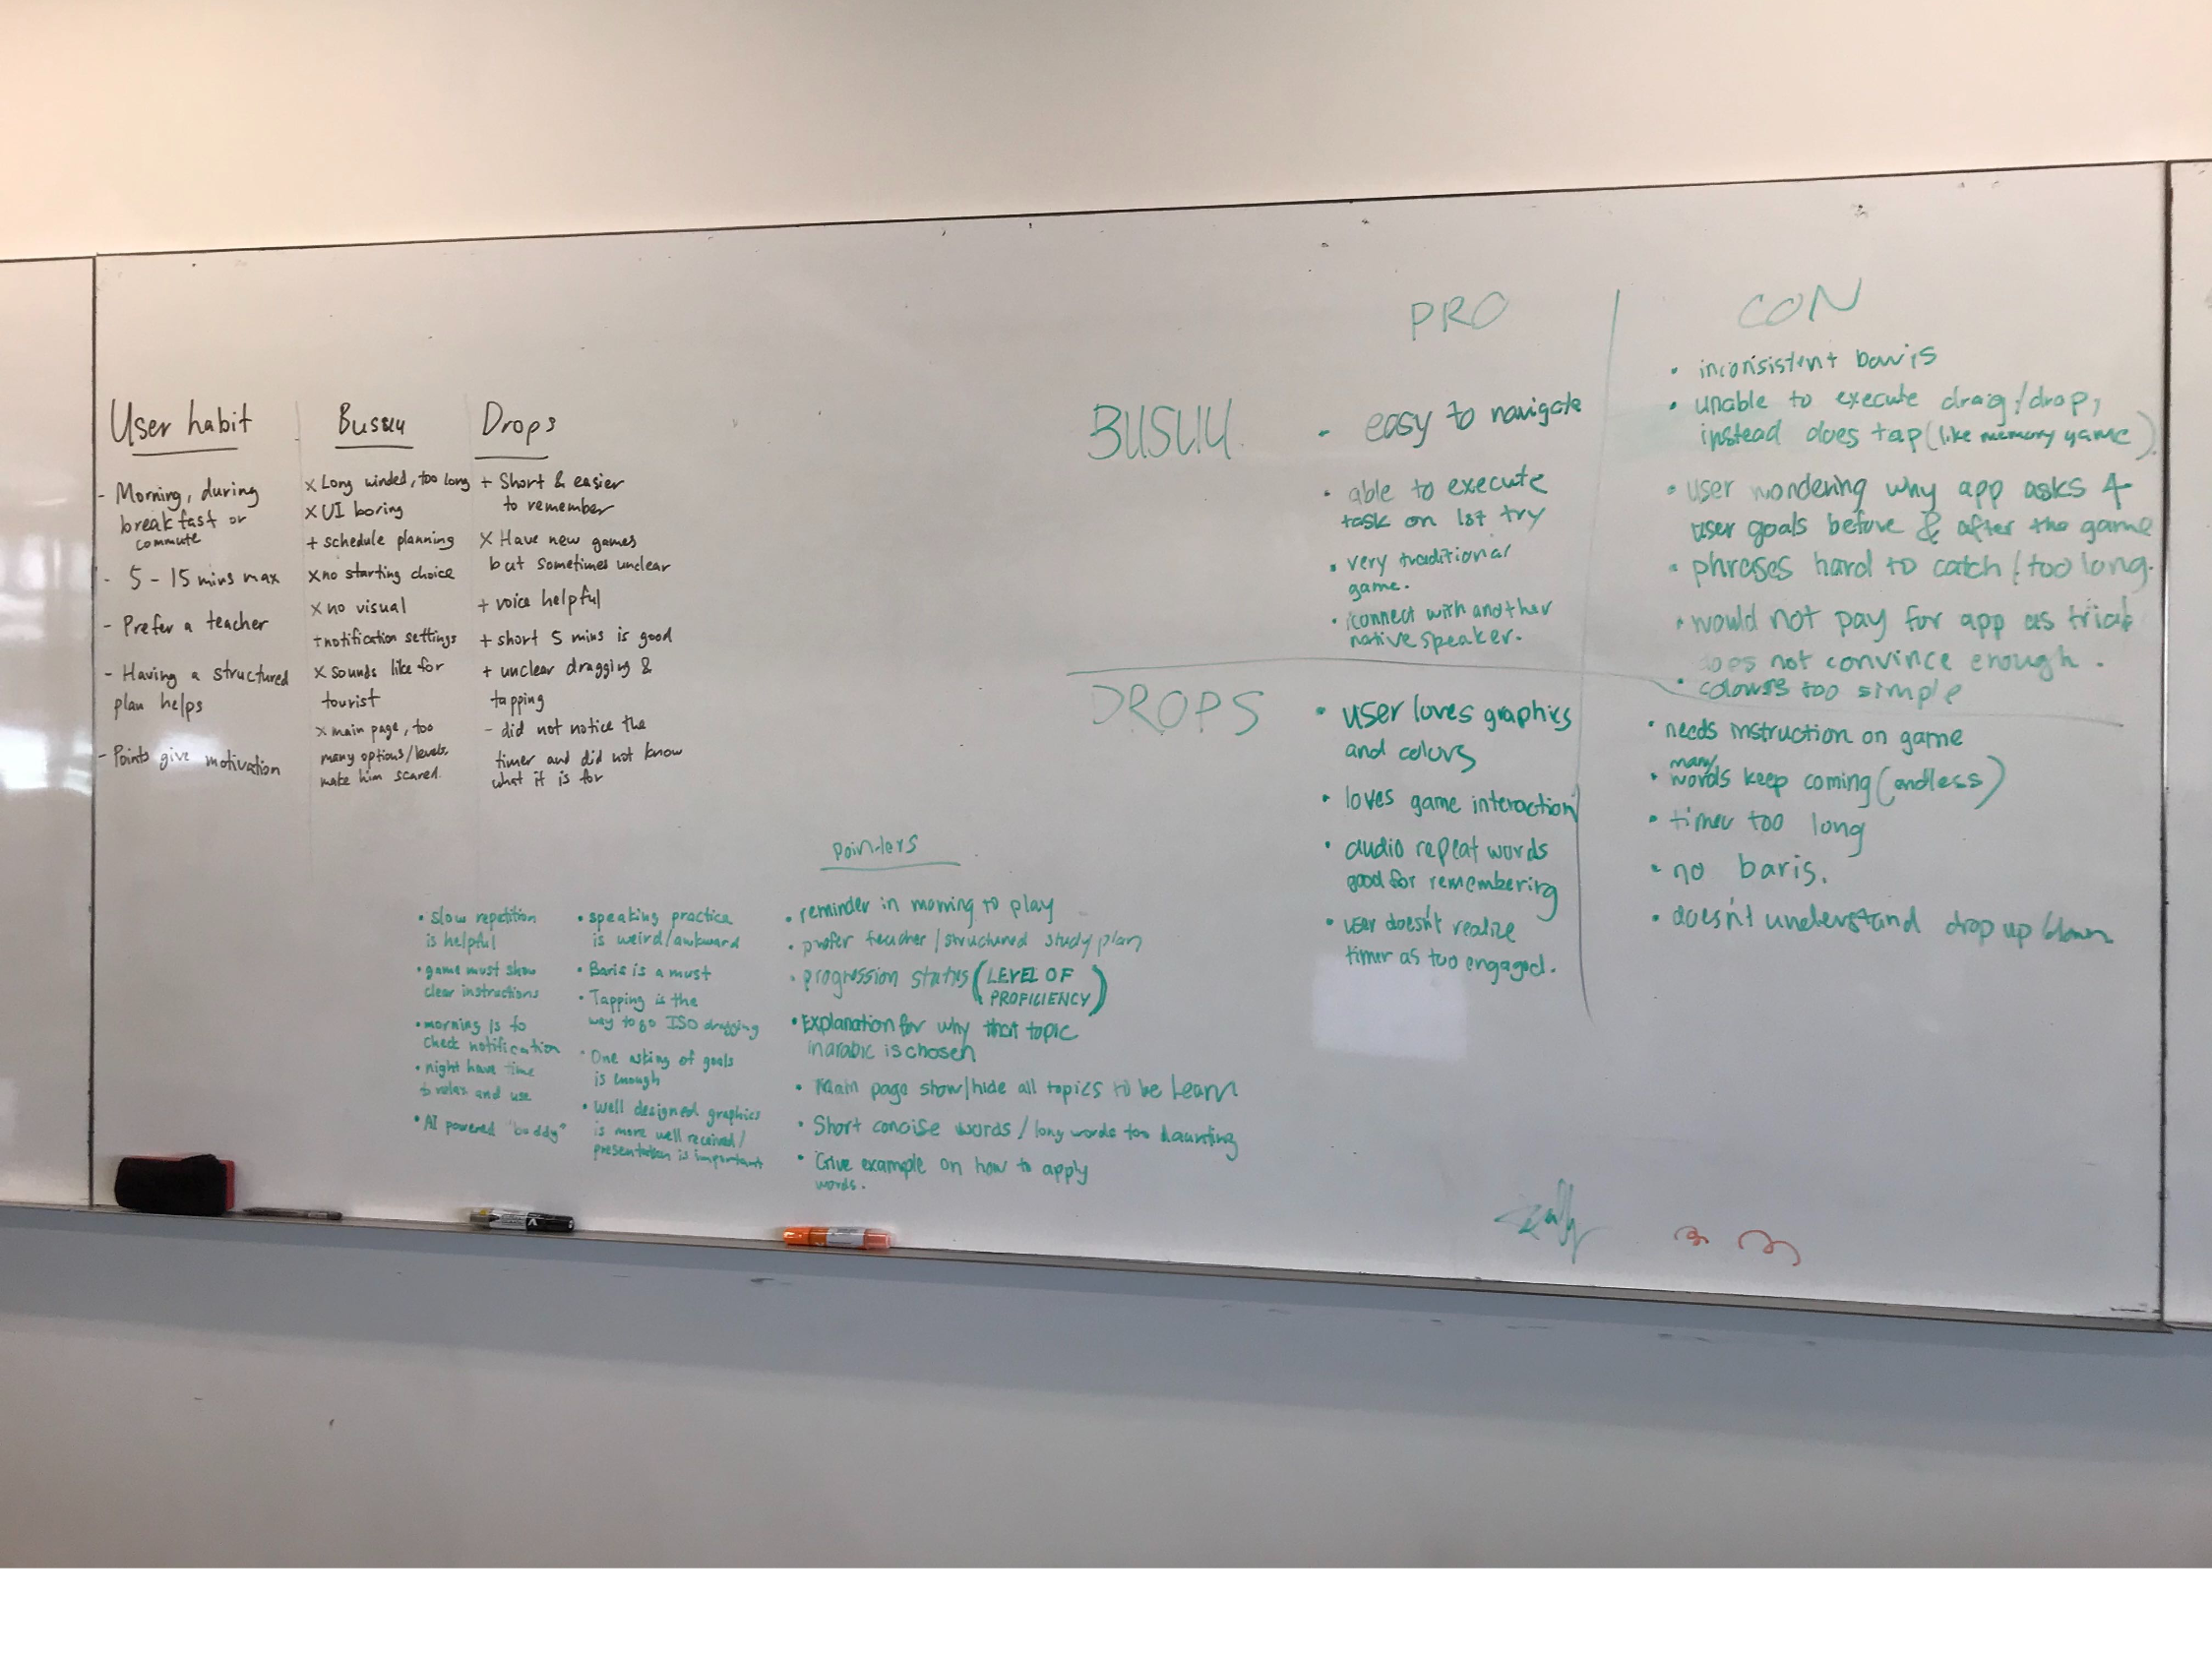 User habit
- Morning, during
breakfast or
commute
- 5 - 15 mins max
- Prefer a teacher
- Having a structured
plan helps
- Points give motivation
Busuu
x Long winded, too long
x UI boring
+ schedule planning
x no starting choice
x no visual
+ notification settings
x sounds like for
tourist
x main page, too
many options/levels,
make him scared.
Drops
+ Short & easier
to remember
x Have new games
but sometimes unclear
+ voice helpful
+ short 5 mins is good
+ unclear dragging &
tapping
- did not notice the
timer and did not know
what it is for
PRO
CON
BUSUU
- easy to navigate
• able to execute
task on 1st try
• very traditional
game.
• connect with another
native speaker.
• inconsistent baris
• unable to execute drag/drop,
instead does tap (like memory game)
• user wondering why app asks 4
user goals before & after the game
• phrases hard to catch / too long.
• would not pay for app as trial
does not convince enough.
• colours too simple
DROPS
• user loves graphics
and colors
• loves game interaction
• audio repeat words
good for remembering
• user doesn't realize
timer as too engaged.
• needs instruction on game
many
• words keep coming (endless)
• timer too long
• no baris.
• doesn't understand drop up/down
Pointers
• slow repetition
is helpful
• game must show
clear instructions
• morning is to
check notification
• night have time
to relax and use
• AI powered "buddy"
• speaking practice
is weird/awkward
• Baris is a must
• Tapping is the
way to go ISO dragging
• One asking of goals
is enough
• Well designed graphics
is more well received/
presentation is important
• reminder in morning to play
• prefer teacher/structured study plan
• progression status (LEVEL OF
PROFICIENCY)
• Explanation for why that topic
in arabic is chosen
• Main page show/hide all topics to be Learn
• Short concise words / long words too daunting
• Give example on how to apply
words.